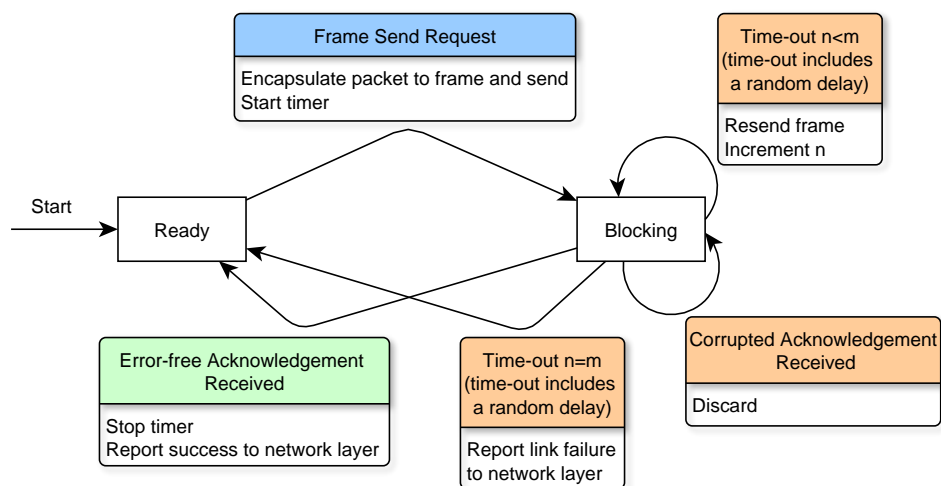 Frame Send Request
Encapsulate packet to frame and send
Start timer
Time-out n<m
(time-out includes
a random delay)
Resend frame
Increment n
Start
Ready
Blocking
Error-free Acknowledgement
Received
Stop timer
Report success to network layer
Time-out n=m
(time-out includes
a random delay)
Report link failure
to network layer
Corrupted Acknowledgement
Received
Discard